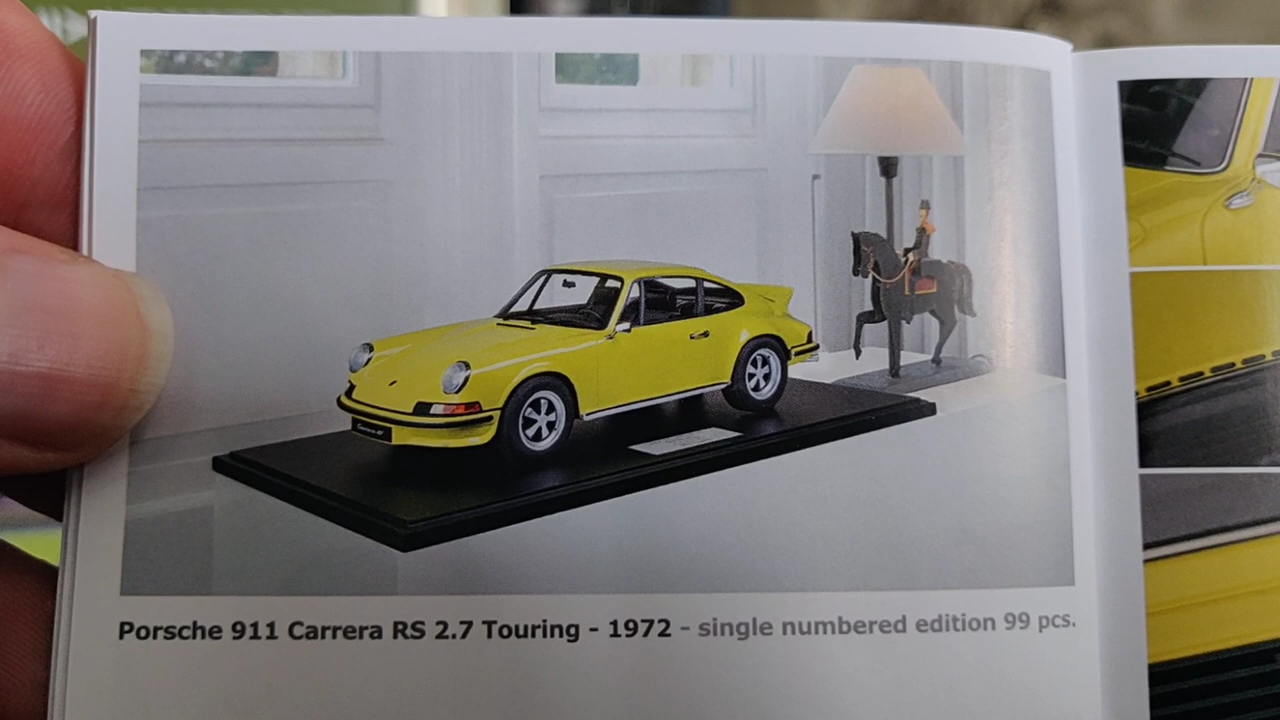 Porsche 911 Carrera RS 2.7 Touring - 1972 - single numbered edition 99 pcs.